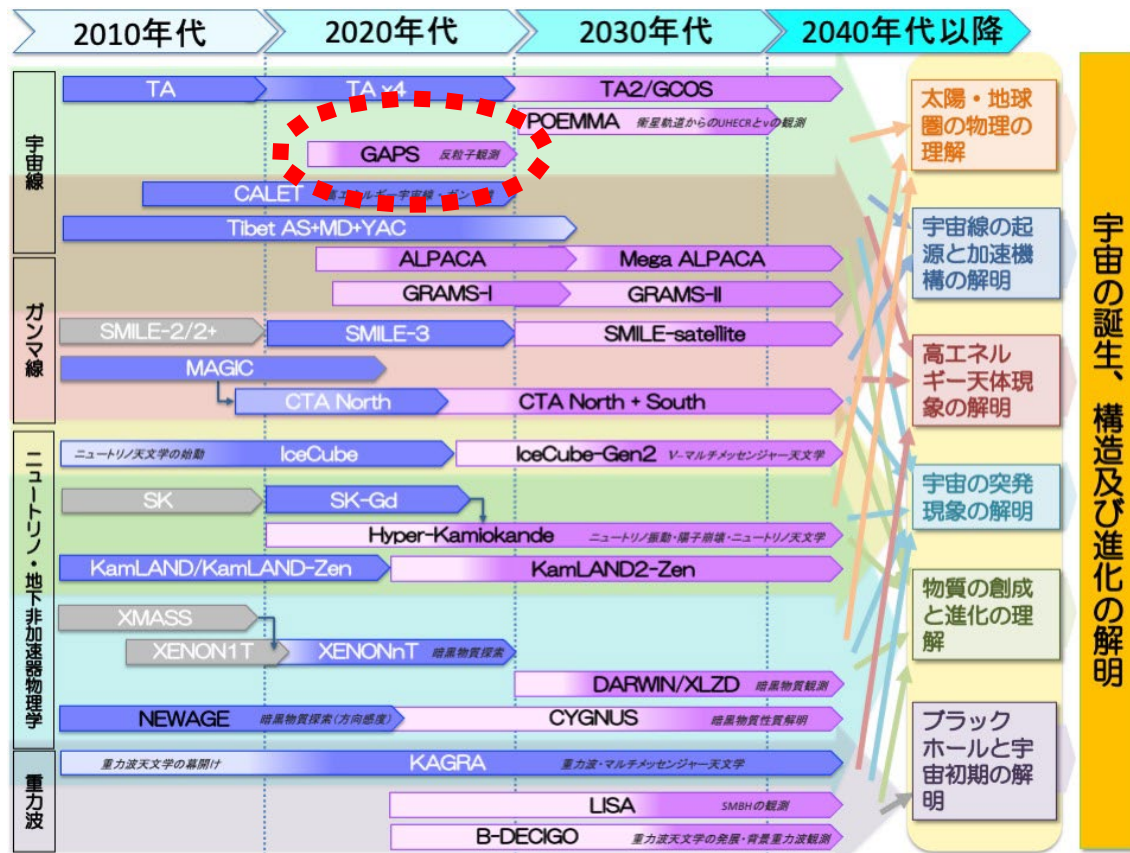 2010年代
2020年代
2030年代
2040年代以降
宇宙線
TA
TA x4
TA2/GCOS
POEMMA 衛星軌道からのUHECRとνの観測
GAPS 反粒子観測
CALET
Tibet AS+MD+YAC
ALPACA
Mega ALPACA
GRAMS-I
GRAMS-II
ガンマ線
SMILE-2/2+
SMILE-3
SMILE-satellite
MAGIC
CTA North
CTA North + South
ニュートリノ・地下非加速器物理学
ニュートリノ天文学の始動 IceCube
IceCube-Gen2 ν-マルチメッセンジャー天文学
SK
SK-Gd
Hyper-Kamiokande ニュートリノ振動・陽子崩壊・ニュートリノ天文学
KamLAND/KamLAND-Zen
KamLAND2-Zen
XMASS
XENON1T
XENONnT 暗黒物質探索
DARWIN/XLZD 暗黒物質観測
NEWAGE 暗黒物質探索(方向感度)
CYGNUS 暗黒物質性質解明
重力波
重力波天文学の幕開け KAGRA 重力波・マルチメッセンジャー天文学
LISA SMBHの観測
B-DECIGO 重力波天文学の発展・背景重力波観測
太陽・地球
圏の物理の
理解
宇宙線の起
源と加速機
構の解明
高エネル
ギー天体現
象の解明
宇宙の突発
現象の解明
物質の創成
と進化の理
解
ブラック
ホールと宇
宙初期の解
明
宇宙の誕生、構造及び進化の解明